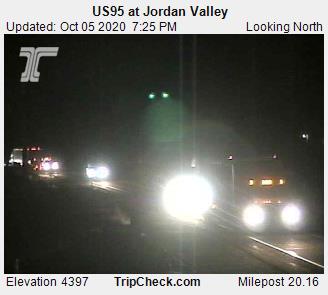 US95 at Jordan Valley
Updated: Oct 05 2020 7:25 PM Looking North
Elevation 4397 TripCheck.com Milepost 20.16